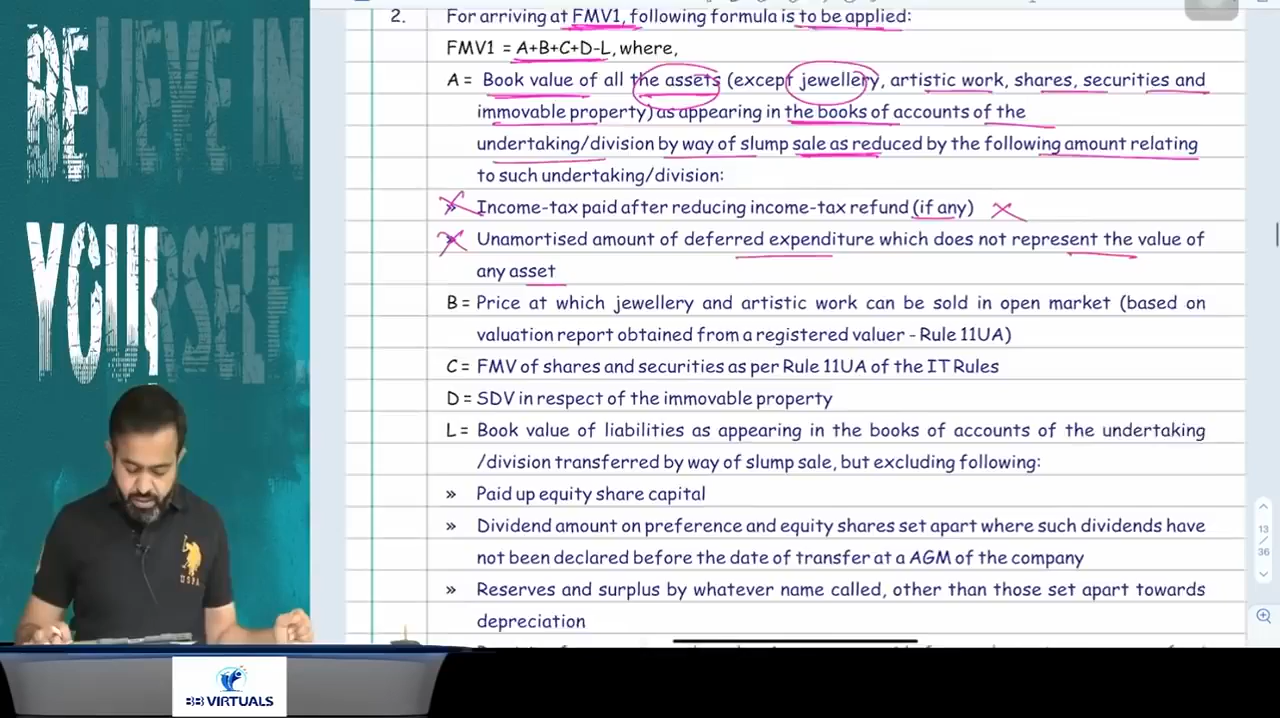 BELIEVE IN
YOURSELF
2. For arriving at FMV1, following formula is to be applied:
FMV1 = A+B+C+D-L, where,
A = Book value of all the assets (except jewellery, artistic work, shares, securities and
immovable property) as appearing in the books of accounts of the
undertaking/division by way of slump sale as reduced by the following amount relating
to such undertaking/division:
» Income-tax paid after reducing income-tax refund (if any)
» Unamortised amount of deferred expenditure which does not represent the value of
any asset
B = Price at which jewellery and artistic work can be sold in open market (based on
valuation report obtained from a registered valuer - Rule 11UA)
C = FMV of shares and securities as per Rule 11UA of the IT Rules
D = SDV in respect of the immovable property
L = Book value of liabilities as appearing in the books of accounts of the undertaking
/division transferred by way of slump sale, but excluding following:
» Paid up equity share capital
» Dividend amount on preference and equity shares set apart where such dividends have
not been declared before the date of transfer at a AGM of the company
» Reserves and surplus by whatever name called, other than those set apart towards
depreciation
13
/
36
USPA
BB VIRTUALS